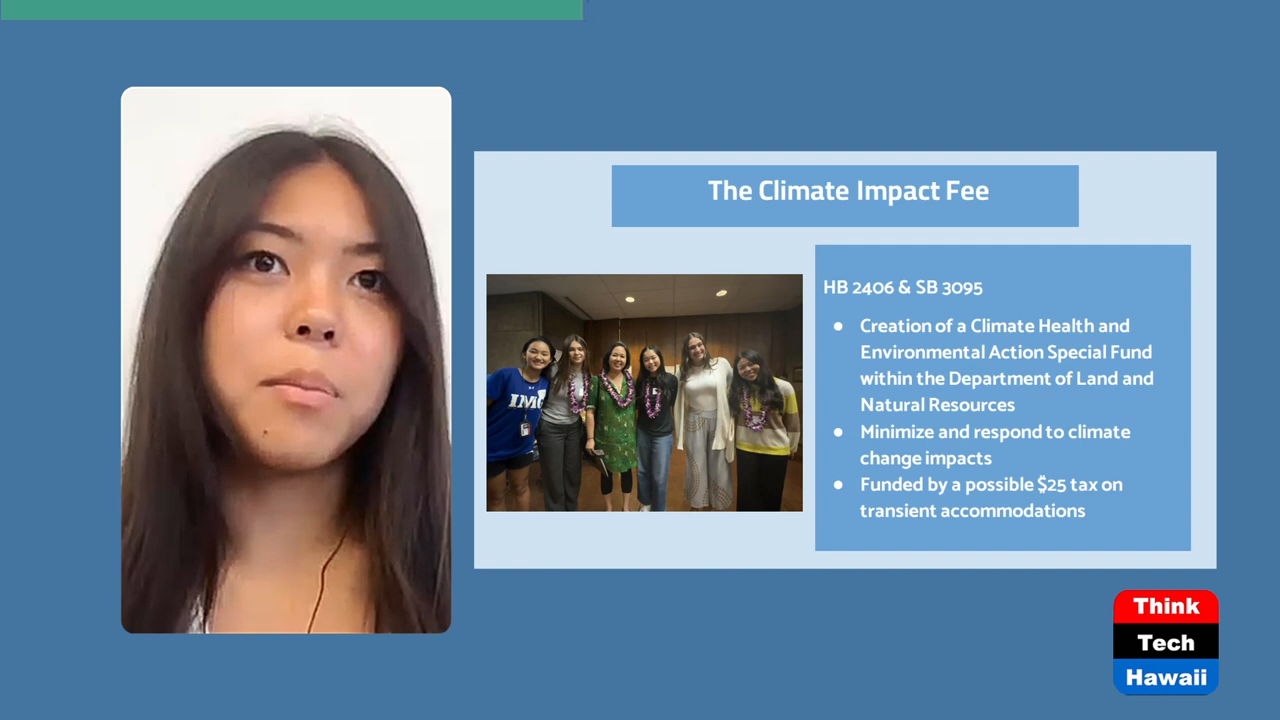 The Climate Impact Fee
HB 2406 & SB 3095
● Creation of a Climate Health and
Environmental Action Special Fund
within the Department of Land and
Natural Resources
● Minimize and respond to climate
change impacts
● Funded by a possible $25 tax on
transient accommodations
IM
Think
Tech
Hawaii